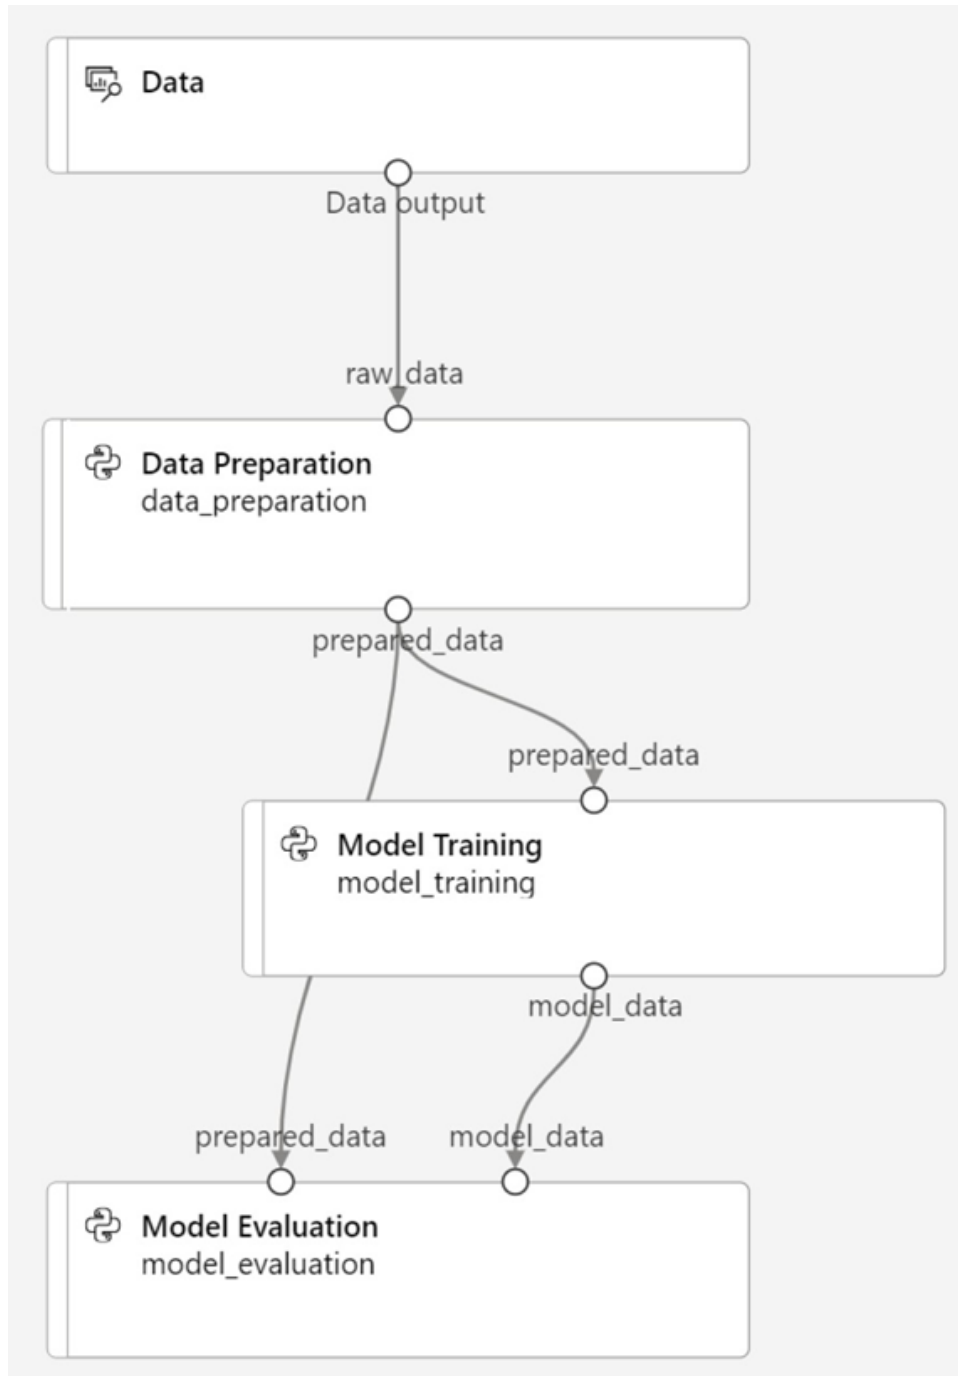 Data
Data output
raw_data
Data Preparation
data_preparation
prepared_data
prepared_data
Model Training
model_training
model_data
prepared_data
model_data
Model Evaluation
model_evaluation